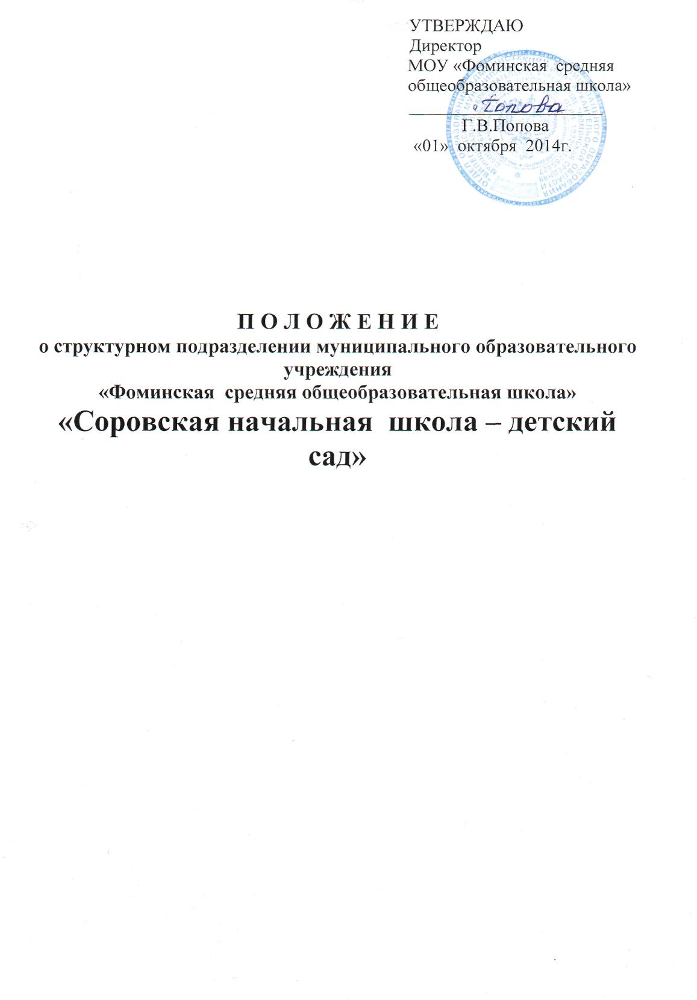 УТВЕРЖДАЮ
Директор
МОУ «Фоминская  средняя
общеобразовательная школа»
Попова
Г.В.Попова
«01»  октября  2014г.
П О Л О Ж Е Н И Е
о структурном подразделении муниципального образовательного
учреждения
«Фоминская  средняя общеобразовательная школа»
«Соровская начальная  школа – детский
сад»